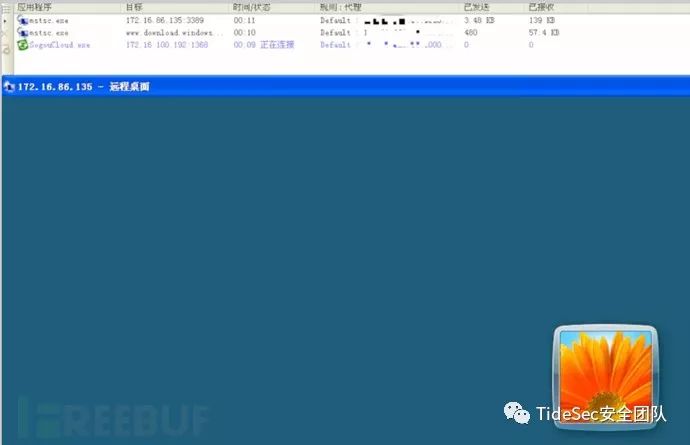 应用程序 目标 时间/状态 规则:代理 已发送 已接收
mstsc.exe 172.16.86.135:3389 00:11 Default 3.48 KB 139 KB
mstsc.exe www.download.windows... 00:10 Default 480 57.4 KB
SogouCloud.exe 172.16.100.192:1368 00:09 正在连接 Default 0 0
172.16.86.135 - 远程桌面
FREEBUF
TideSec安全团队